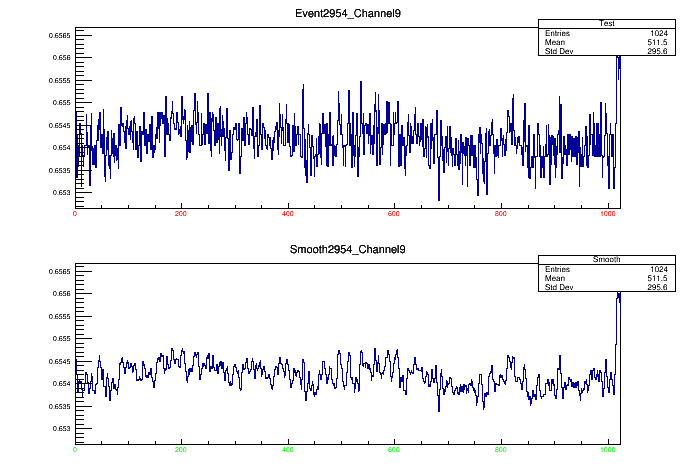 Event2954_Channel9
Test
Entries 1024
Mean 511.5
Std Dev 295.6
0.6565
0.656
0.6555
0.655
0.6545
0.654
0.6535
0.653
0 200 400 600 800 1000
Smooth2954_Channel9
Smooth
Entries 1024
Mean 511.5
Std Dev 295.6
0.6565
0.656
0.6555
0.655
0.6545
0.654
0.6535
0.653
0 200 400 600 800 1000